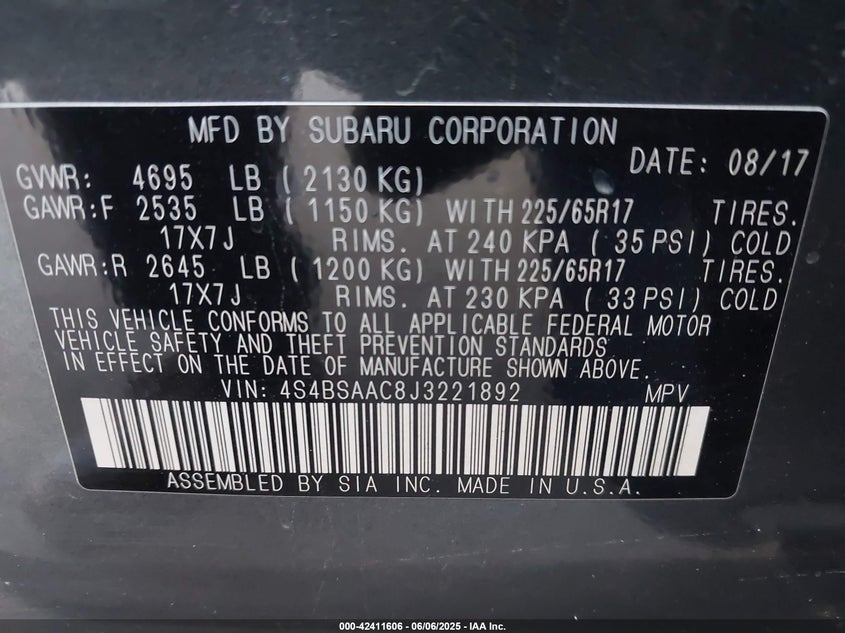 MFD BY SUBARU CORPORATION
DATE: 08/17
GVWR: 4695 LB ( 2130 KG)
GAWR:F 2535 LB ( 1150 KG) WITH 225/65R17 TIRES.
17X7J RIMS. AT 240 KPA ( 35 PSI) COLD
GAWR:R 2645 LB ( 1200 KG) WITH 225/65R17 TIRES.
17X7J RIMS. AT 230 KPA ( 33 PSI) COLD
THIS VEHICLE CONFORMS TO ALL APPLICABLE FEDERAL MOTOR
VEHICLE SAFETY AND THEFT PREVENTION STANDARDS
IN EFFECT ON THE DATE OF MANUFACTURE SHOWN ABOVE.
VIN: 4S4BSAAC8J3221892 MPV
ASSEMBLED BY SIA INC. MADE IN U.S.A.
000-42411606 - 06/06/2025 - IAA Inc.